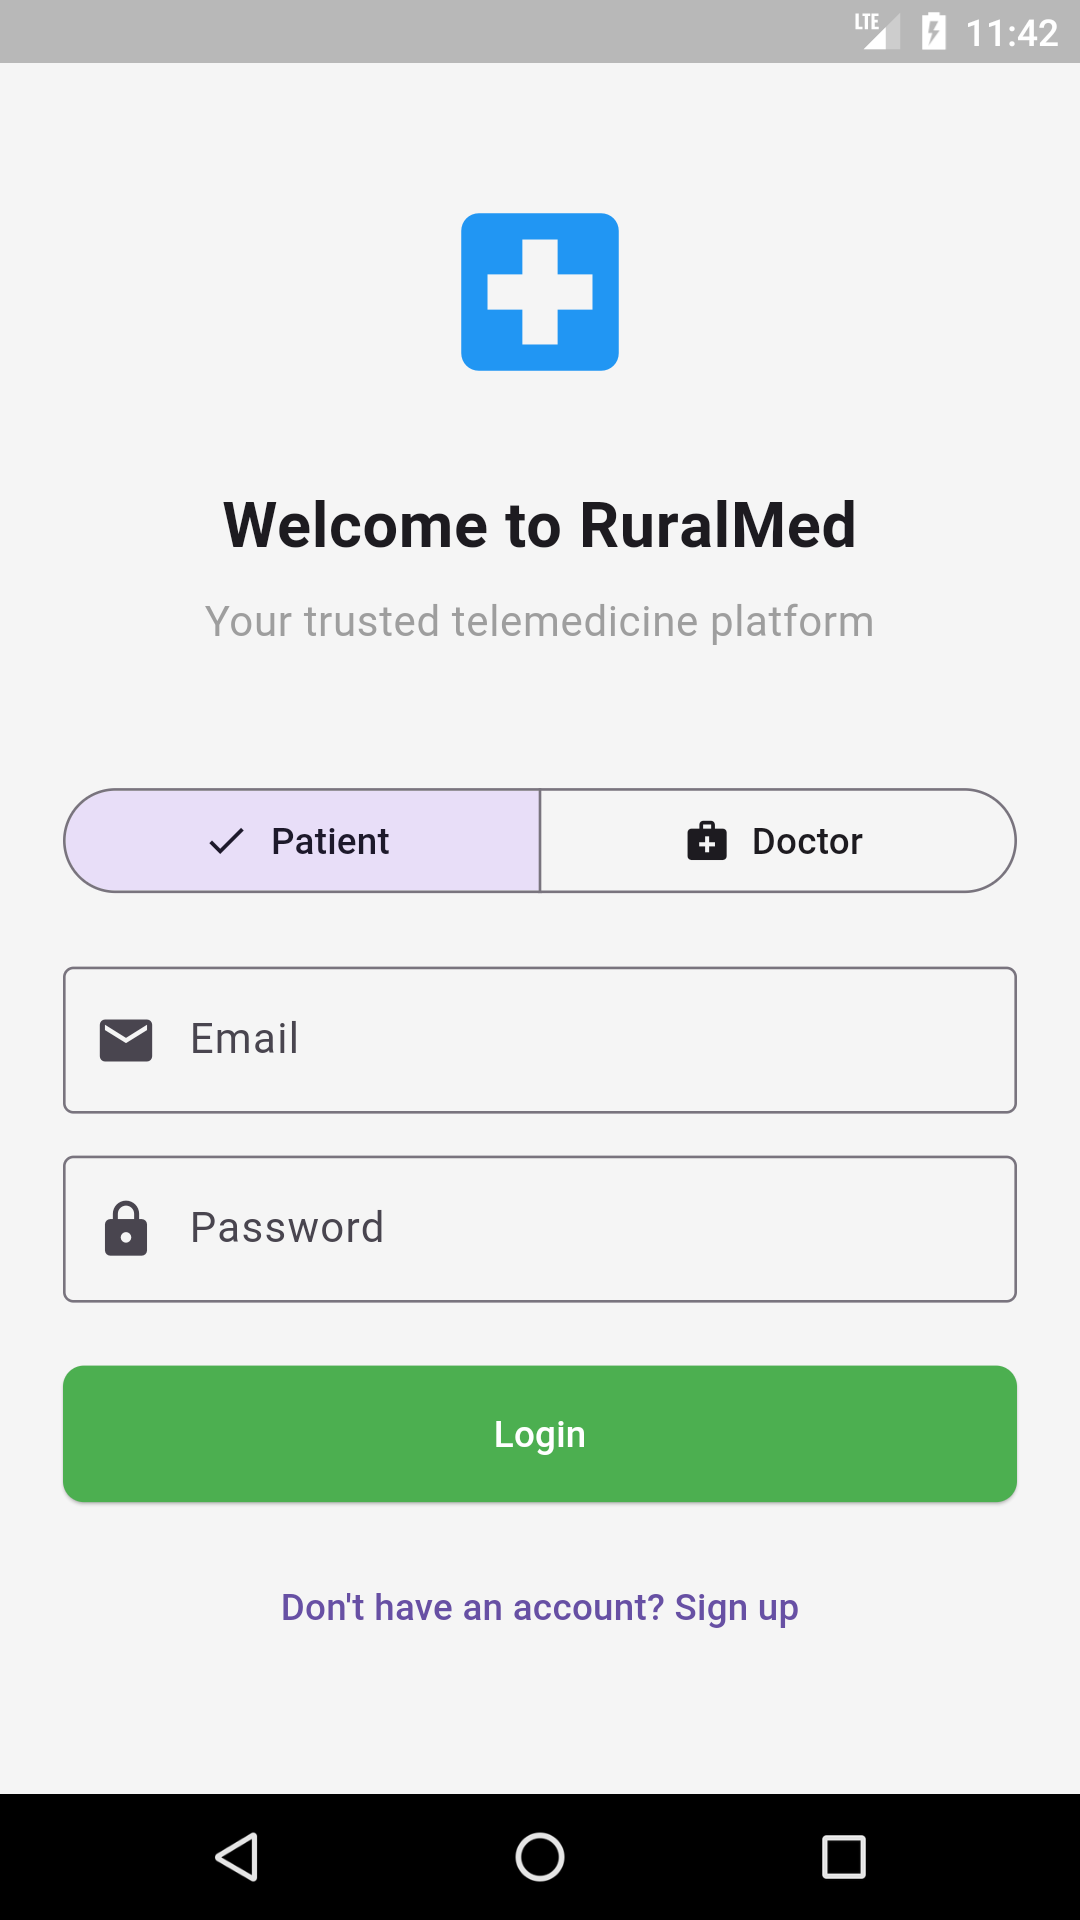 LTE 11:42
Welcome to RuralMed
Your trusted telemedicine platform
Patient Doctor
Email
Password
Login
Don't have an account? Sign up